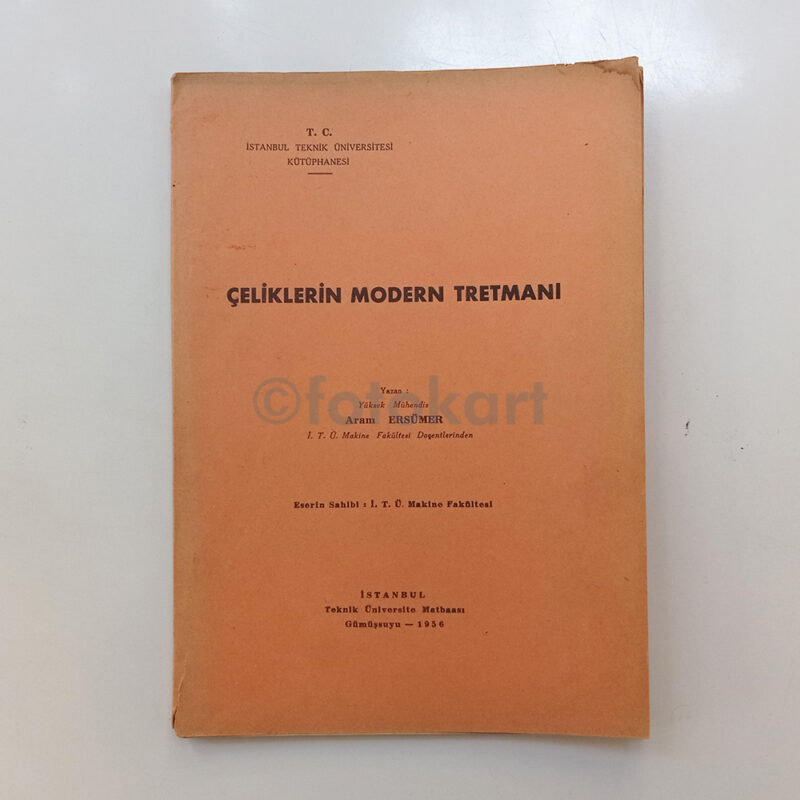 T. C.
İSTANBUL TEKNİK ÜNİVERSİTESİ
KÜTÜPHANESİ
ÇELİKLERİN MODERN TRETMANI
Yazan :
Yüksek Mühendis
©fotokart
Aram ERSÜMER
İ. T. Ü. Makine Fakültesi Doçentlerinden
Eserin Sahibi : İ. T. Ü. Makine Fakültesi
İSTANBUL
Teknik Üniversite Matbaası
Gümüşsuyu — 1956